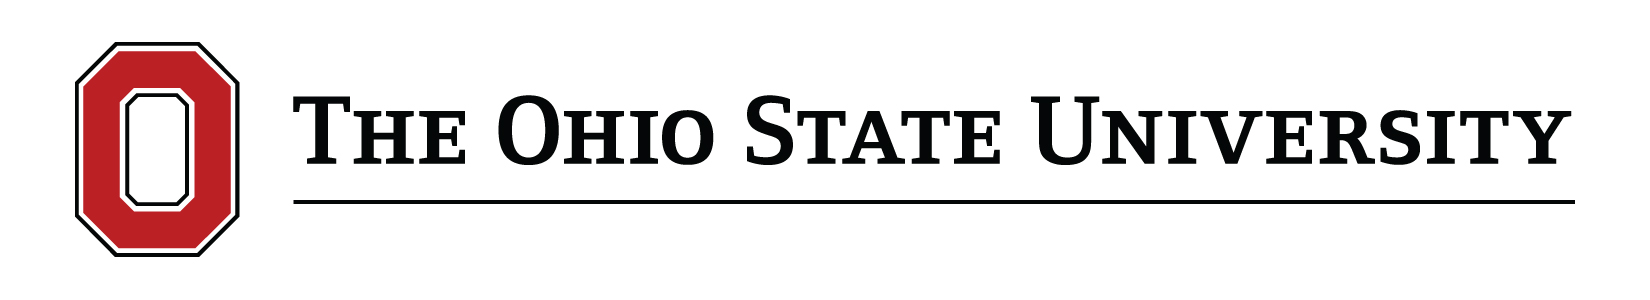 O THE OHIO STATE UNIVERSITY